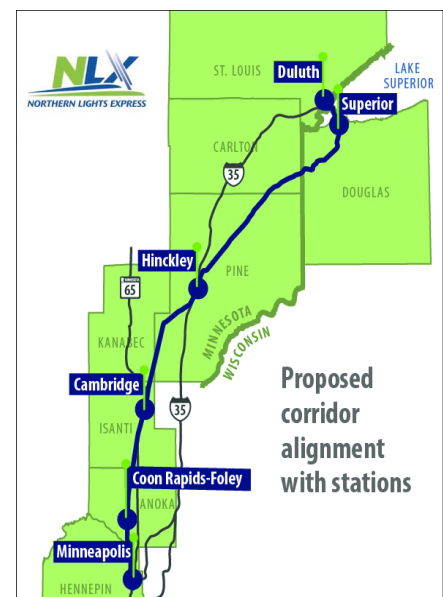 NLX
NORTHERN LIGHTS EXPRESS
ST. LOUIS
Duluth
LAKE
SUPERIOR
Superior
CARLTON
35
DOUGLAS
Hinckley
PINE
65
MINNESOTA
WISCONSIN
KANABEC
Cambridge
35
ISANTI
Proposed
corridor
alignment
with stations
Coon Rapids-Foley
ANOKA
Minneapolis
HENNEPIN